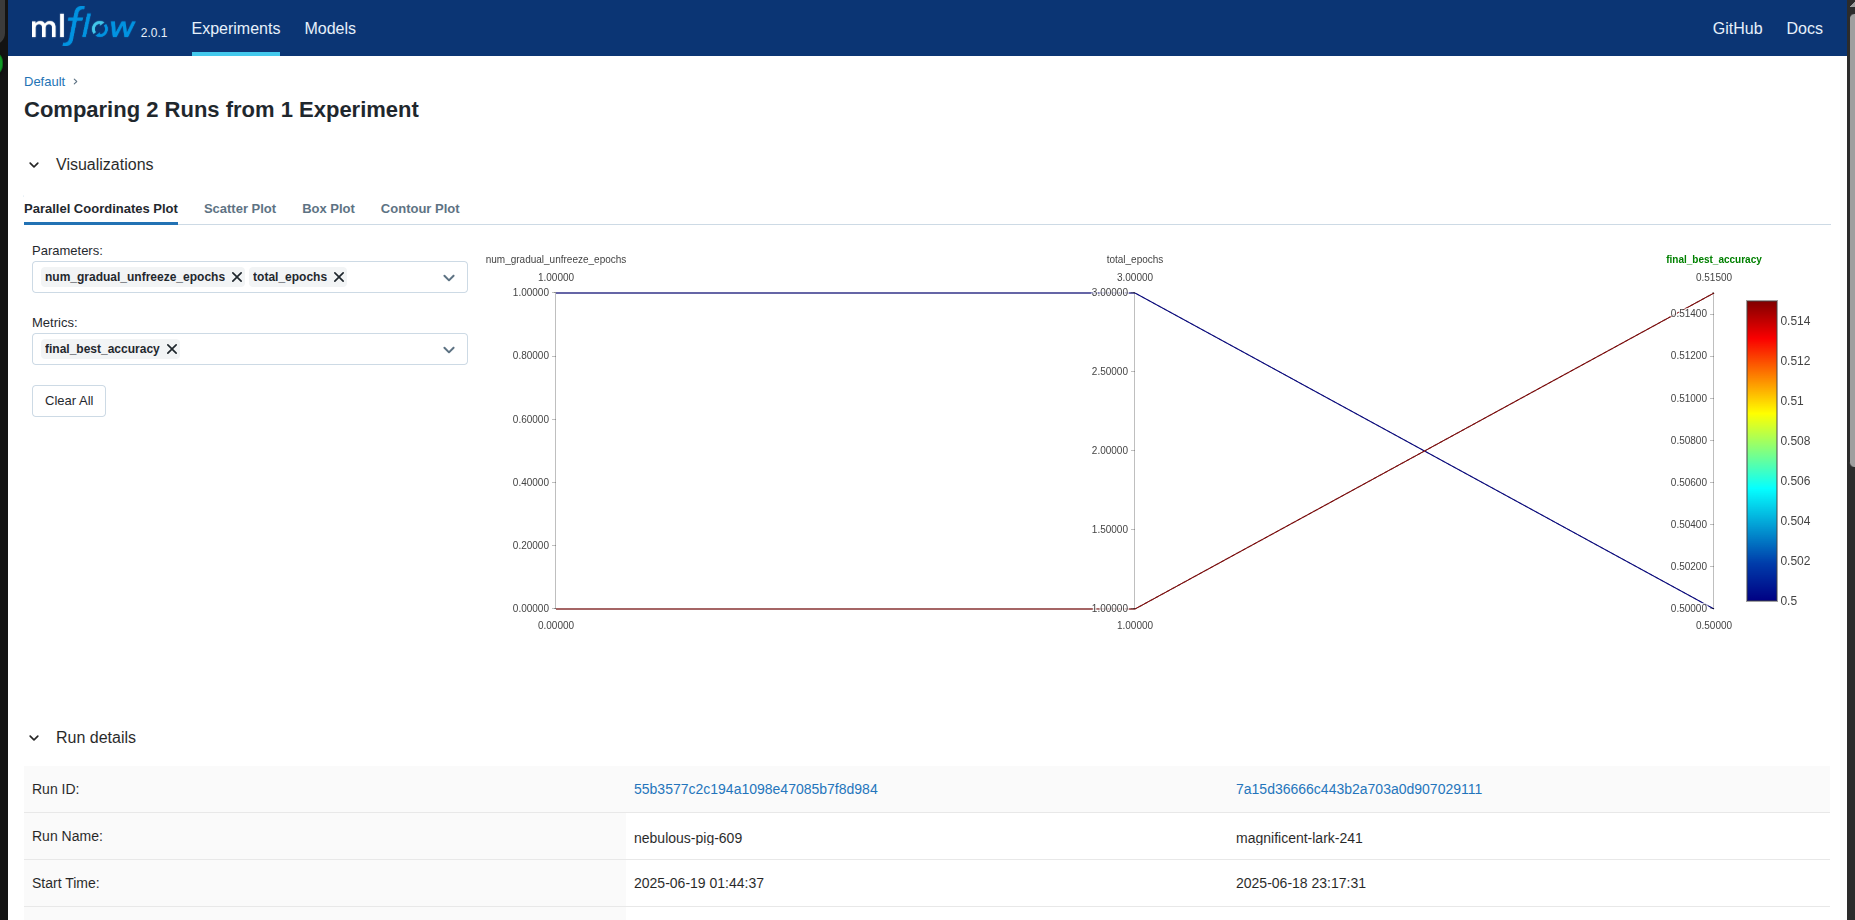 mlflow 2.0.1 Experiments Models GitHub Docs
Default ›
Comparing 2 Runs from 1 Experiment
Visualizations
Parallel Coordinates Plot Scatter Plot Box Plot Contour Plot
Parameters:
num_gradual_unfreeze_epochs total_epochs
Metrics:
final_best_accuracy
Clear All
num_gradual_unfreeze_epochs
1.00000
1.00000
0.80000
0.60000
0.40000
0.20000
0.00000
0.00000
total_epochs
3.00000
3.00000
2.50000
2.00000
1.50000
1.00000
1.00000
final_best_accuracy
0.51500
0.51400
0.51200
0.51000
0.50800
0.50600
0.50400
0.50200
0.50000
0.50000
0.514
0.512
0.51
0.508
0.506
0.504
0.502
0.5
Run details
Run ID: 55b3577c2c194a1098e47085b7f8d984 7a15d36666c443b2a703a0d907029111
Run Name: nebulous-pig-609 magnificent-lark-241
Start Time: 2025-06-19 01:44:37 2025-06-18 23:17:31